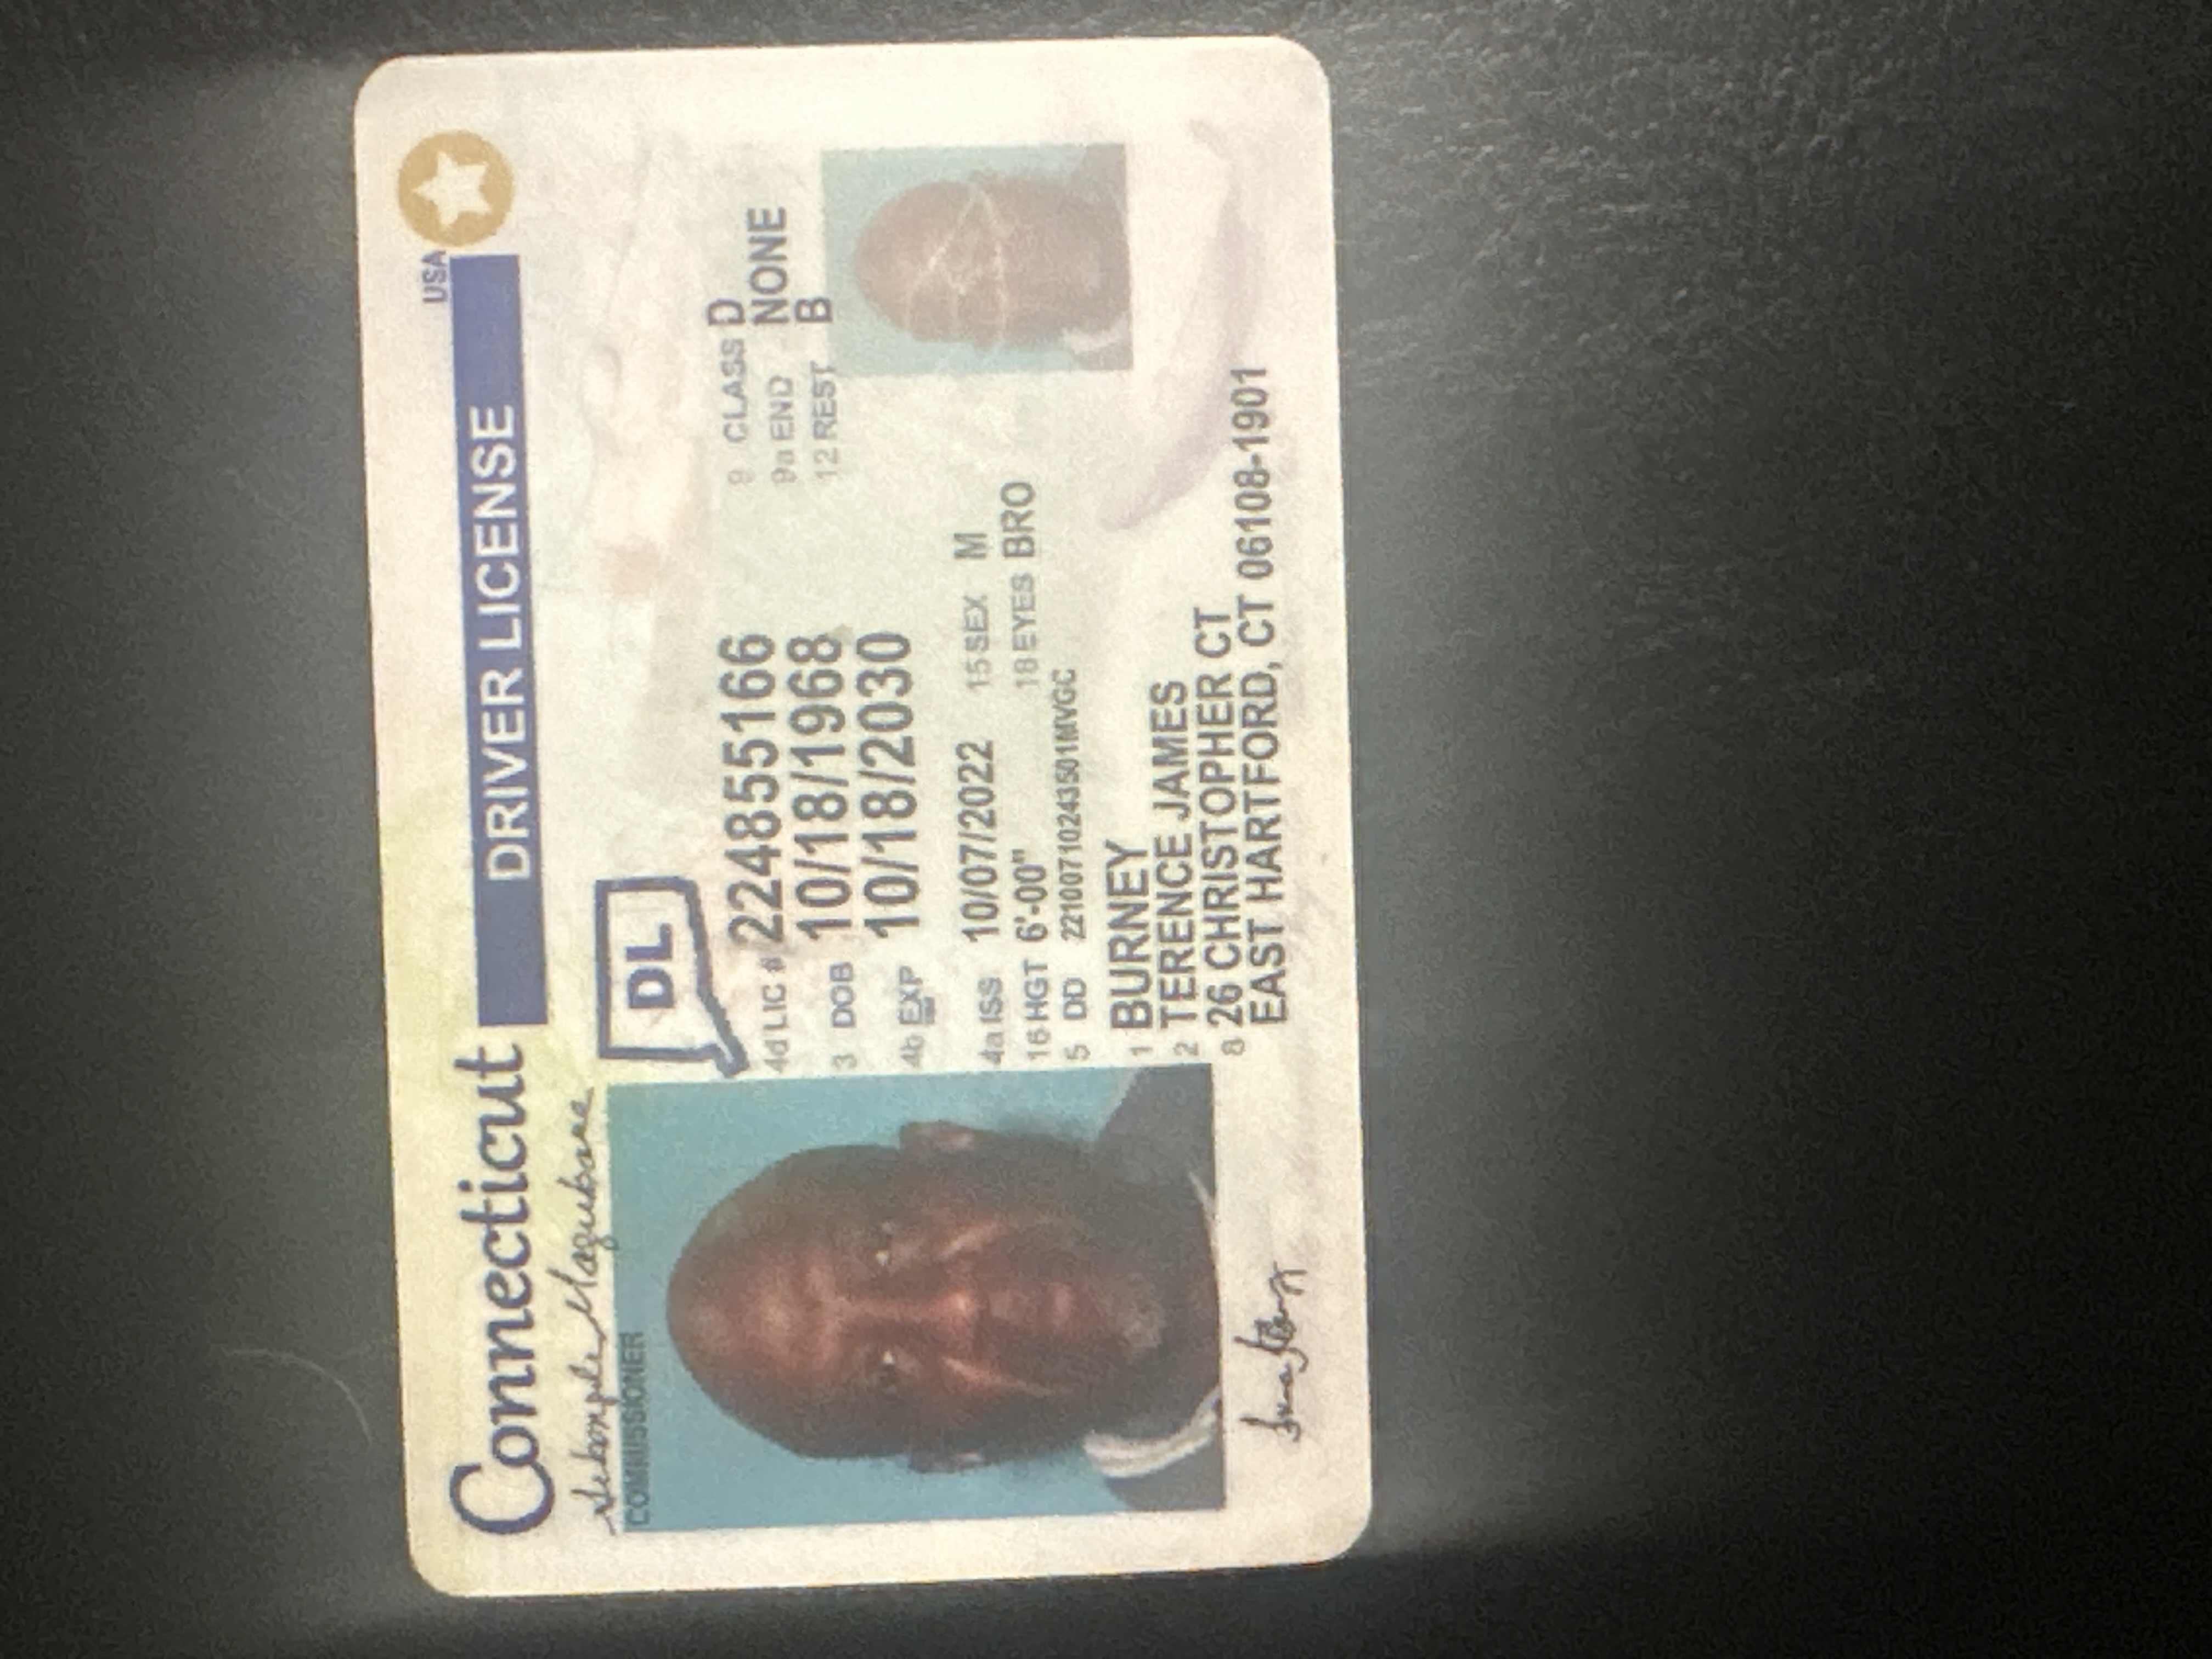 Connecticut
USA
DRIVER LICENSE
COMMISSIONER
DL
4d LIC # 224855166
3 DOB 10/18/1968
4b EXP 10/18/2030
9 CLASS D
9a END NONE
12 REST B
4a ISS 10/07/2022 15 SEX M
16 HGT 6'-00" 18 EYES BRO
5 DD 22100710243501MVGC
1 BURNEY
2 TERENCE JAMES
8 26 CHRISTOPHER CT
EAST HARTFORD, CT 06108-1901